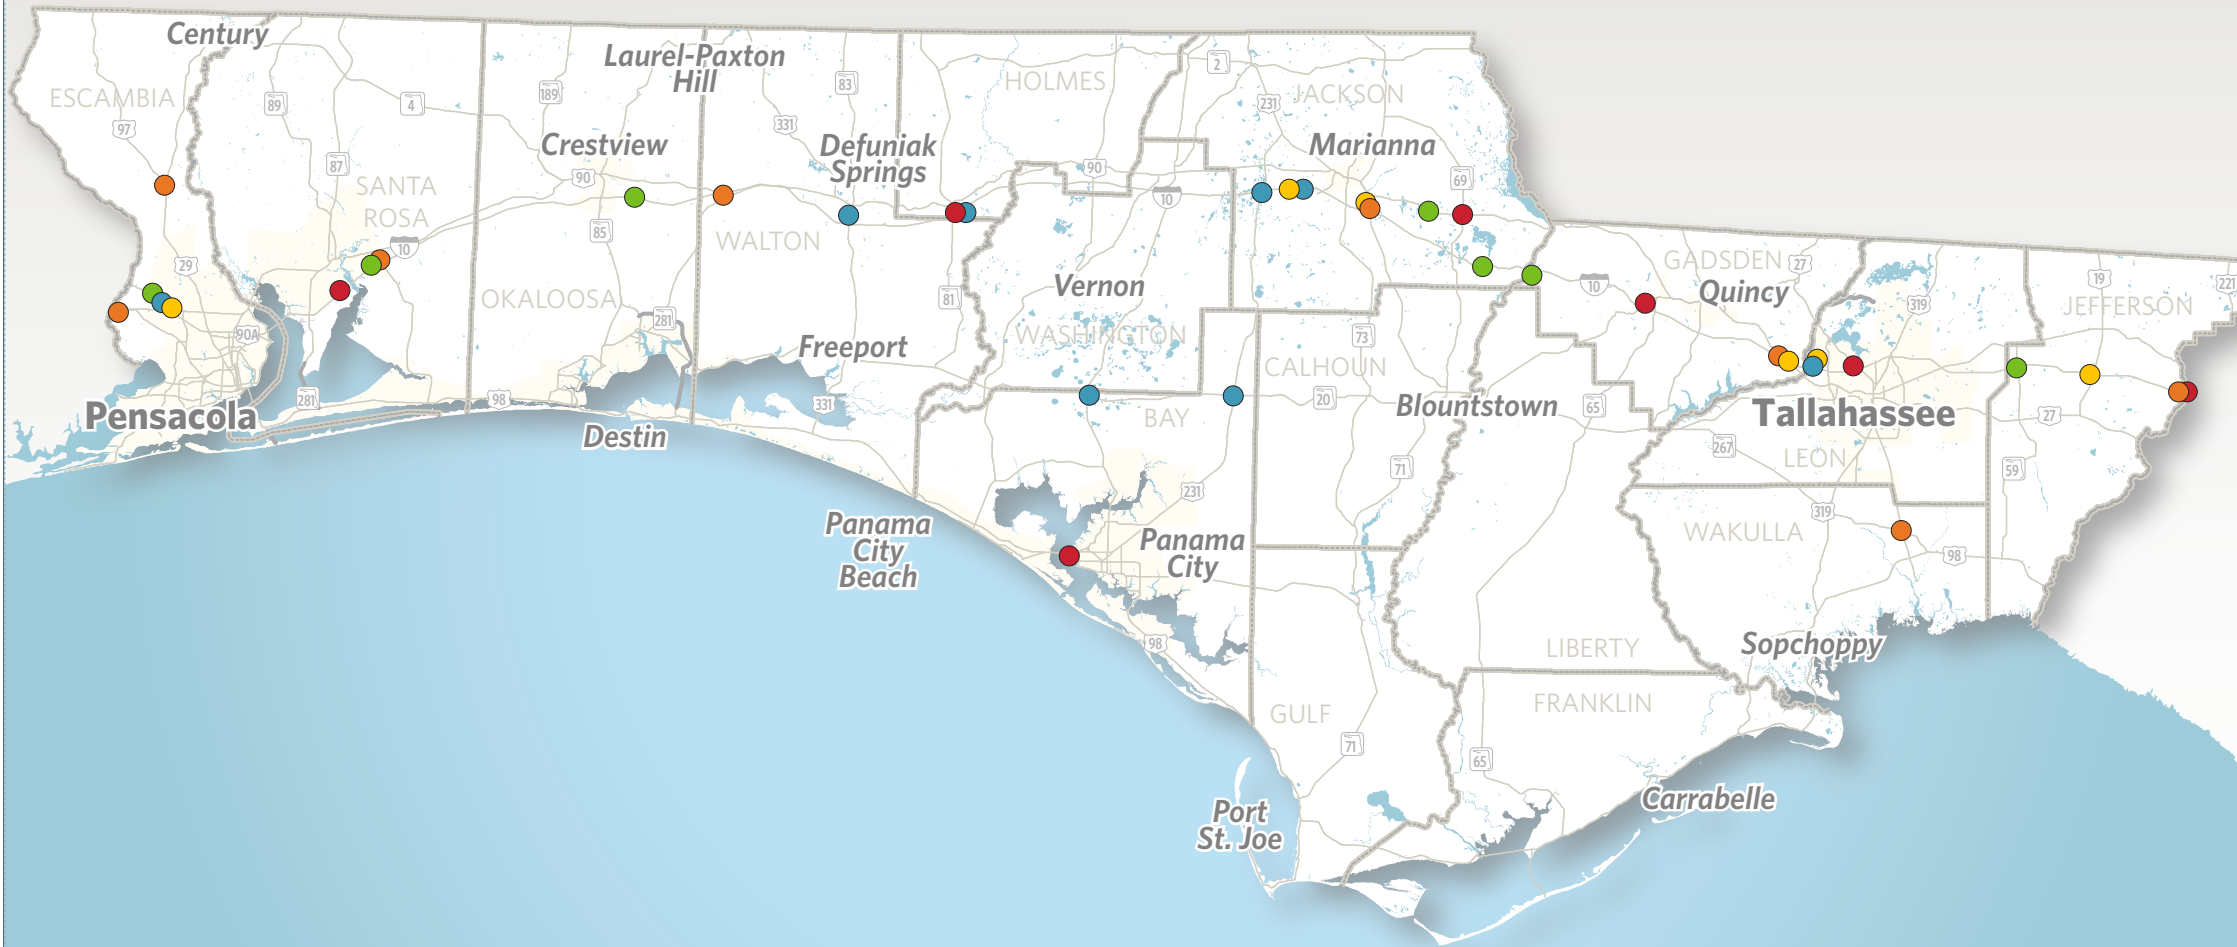 Century
Laurel-Paxton
Hill
ESCAMBIA
97
89
4
189
83
331
HOLMES
2
231
JACKSON
87
Crestview
90
Defuniak
Springs
90
Marianna
69
SANTA
ROSA
10
85
WALTON
10
29
OKALOOSA
281
90A
81
Vernon
WASHINGTON
GADSDEN
27
Quincy
10
19
221
319
JEFFERSON
Freeport
73
CALHOUN
281
98
331
BAY
20
Blountstown
65
Tallahassee
27
Pensacola
Destin
267
LEON
59
71
231
Panama
City
Beach
Panama
City
319
WAKULLA
98
98
LIBERTY
Sopchoppy
GULF
FRANKLIN
71
65
Port
St. Joe
Carrabelle